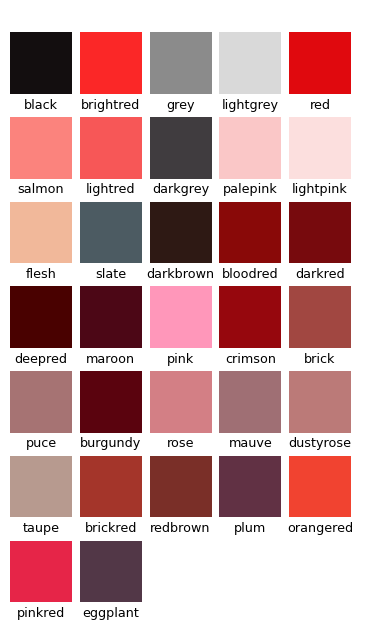 black brightred grey lightgrey red
salmon lightred darkgrey palepink lightpink
flesh slate darkbrown bloodred darkred
deepred maroon pink crimson brick
puce burgundy rose mauve dustyrose
taupe brickred redbrown plum orangered
pinkred eggplant